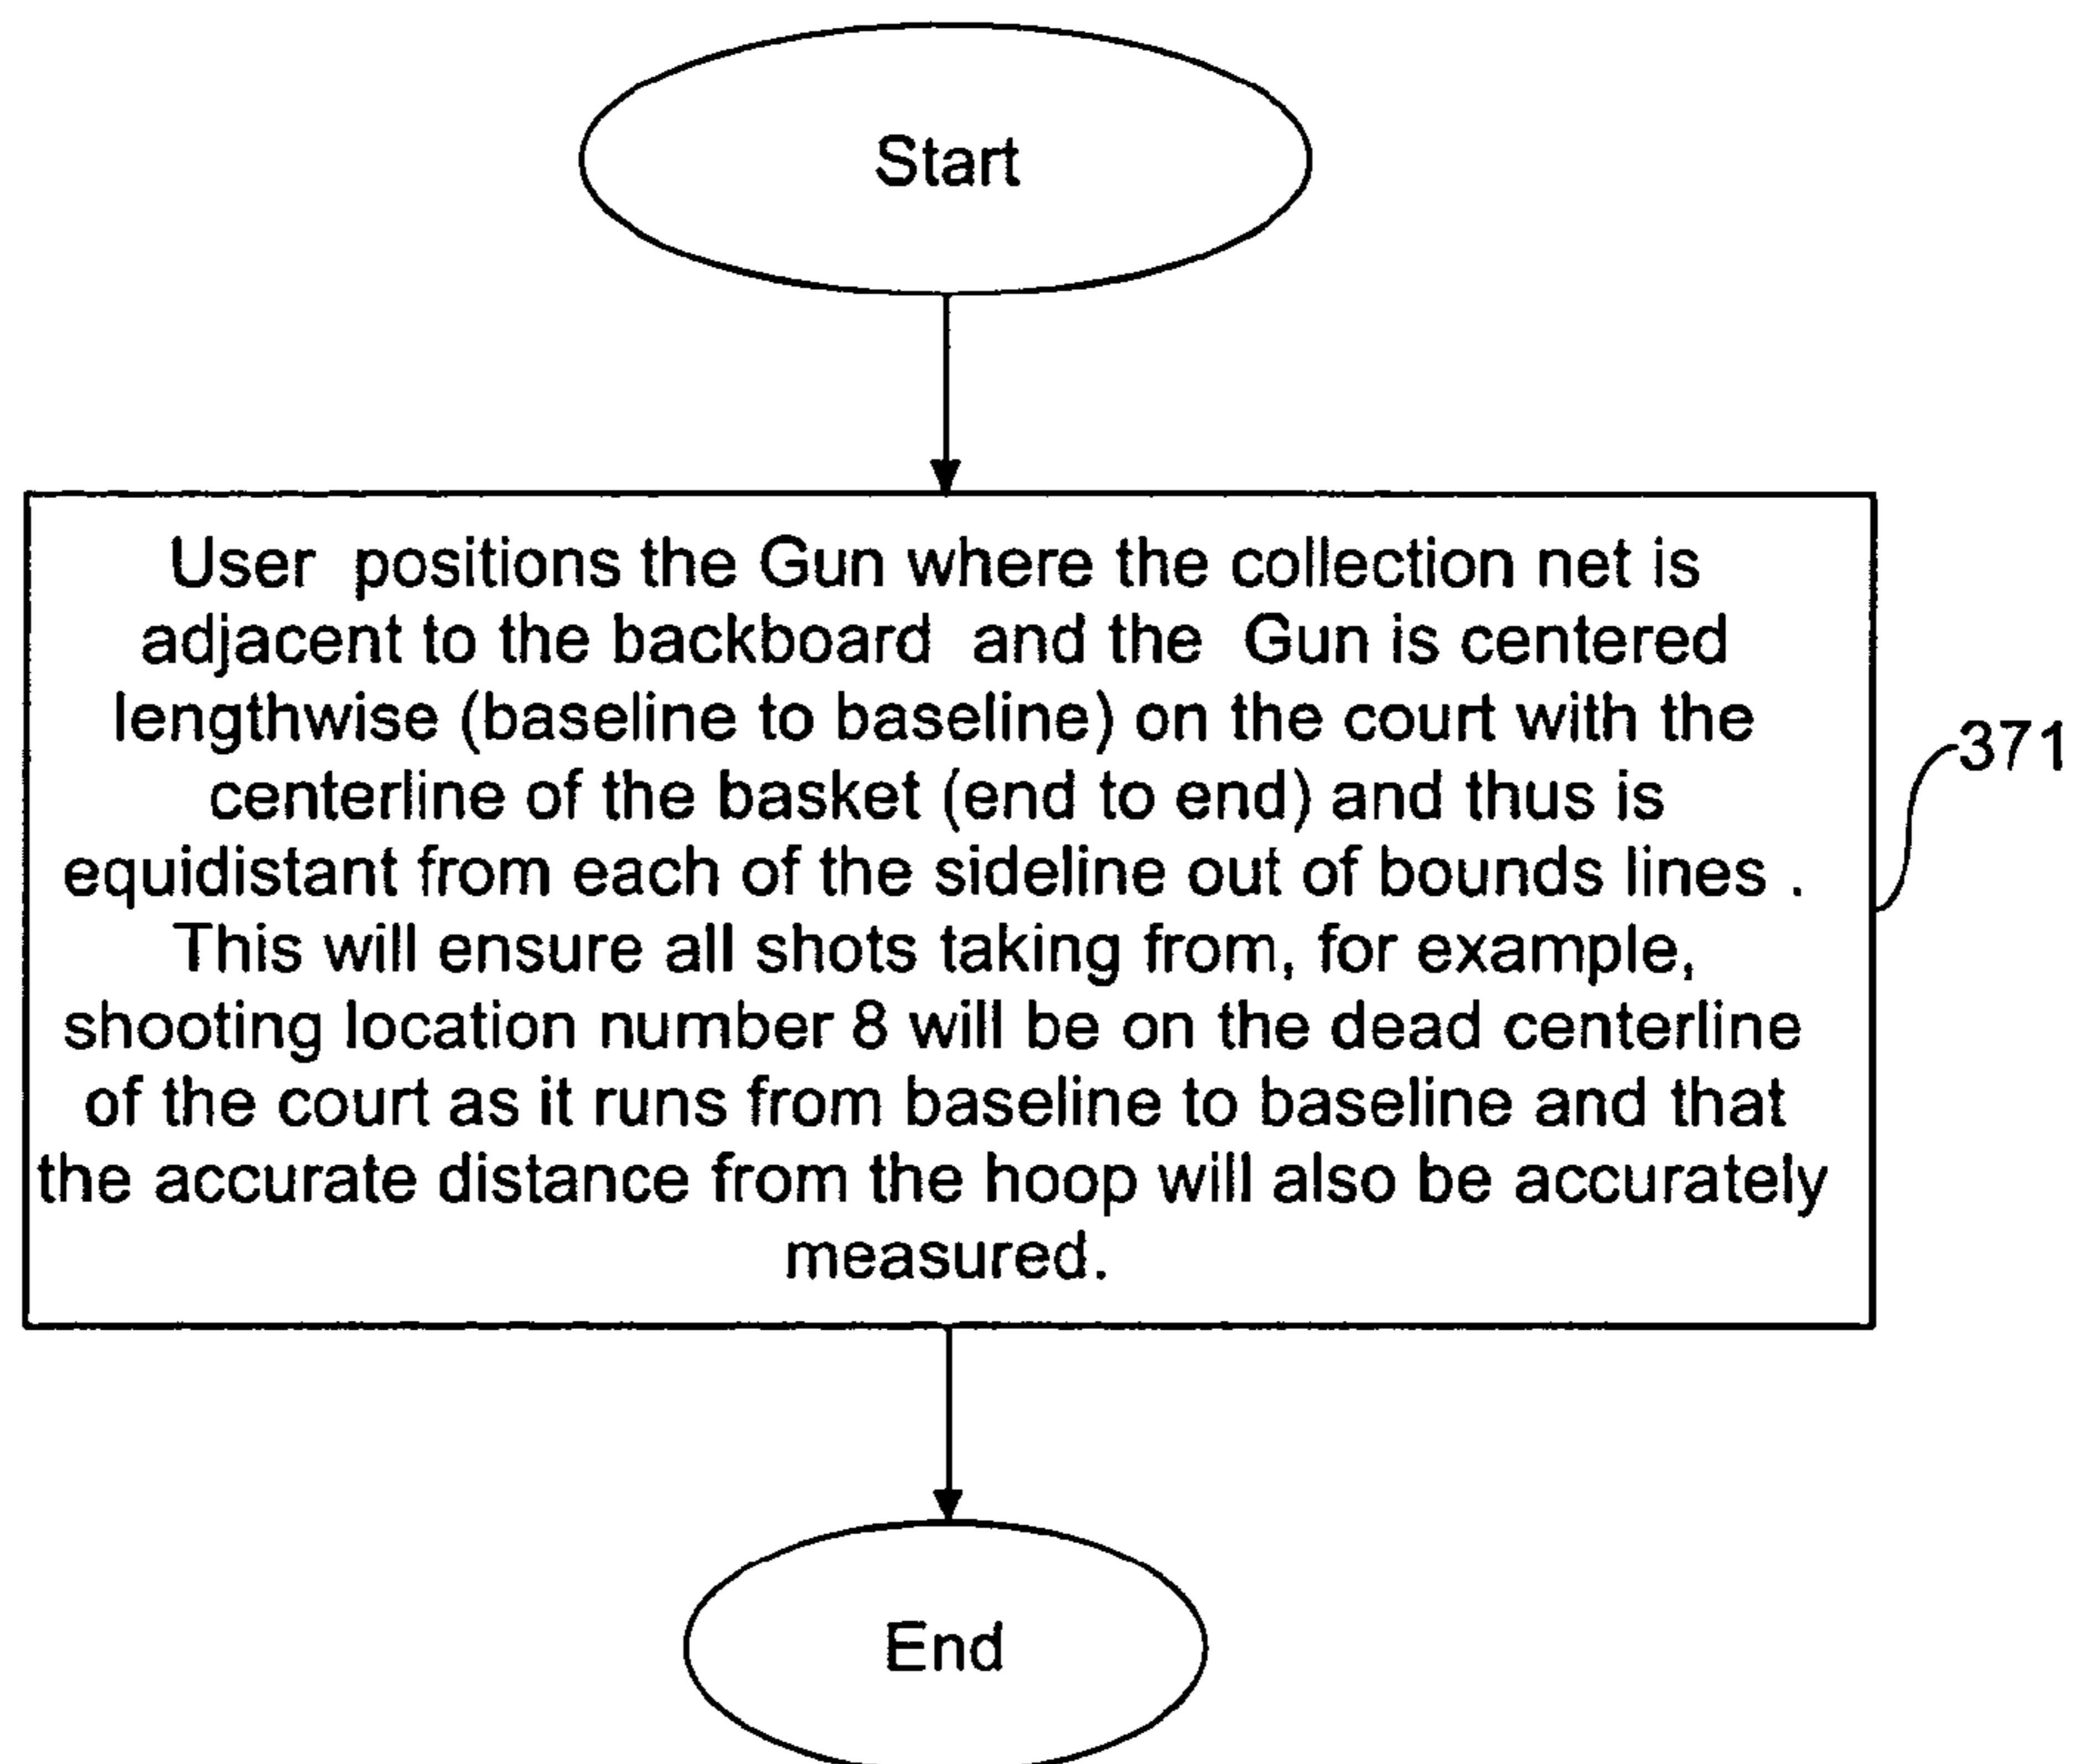 Start
User positions the Gun where the collection net is
adjacent to the backboard and the Gun is centered
lengthwise (baseline to baseline) on the court with the
centerline of the basket (end to end) and thus is
equidistant from each of the sideline out of bounds lines .
This will ensure all shots taking from, for example,
shooting location number 8 will be on the dead centerline
of the court as it runs from baseline to baseline and that
the accurate distance from the hoop will also be accurately
measured.
371
End